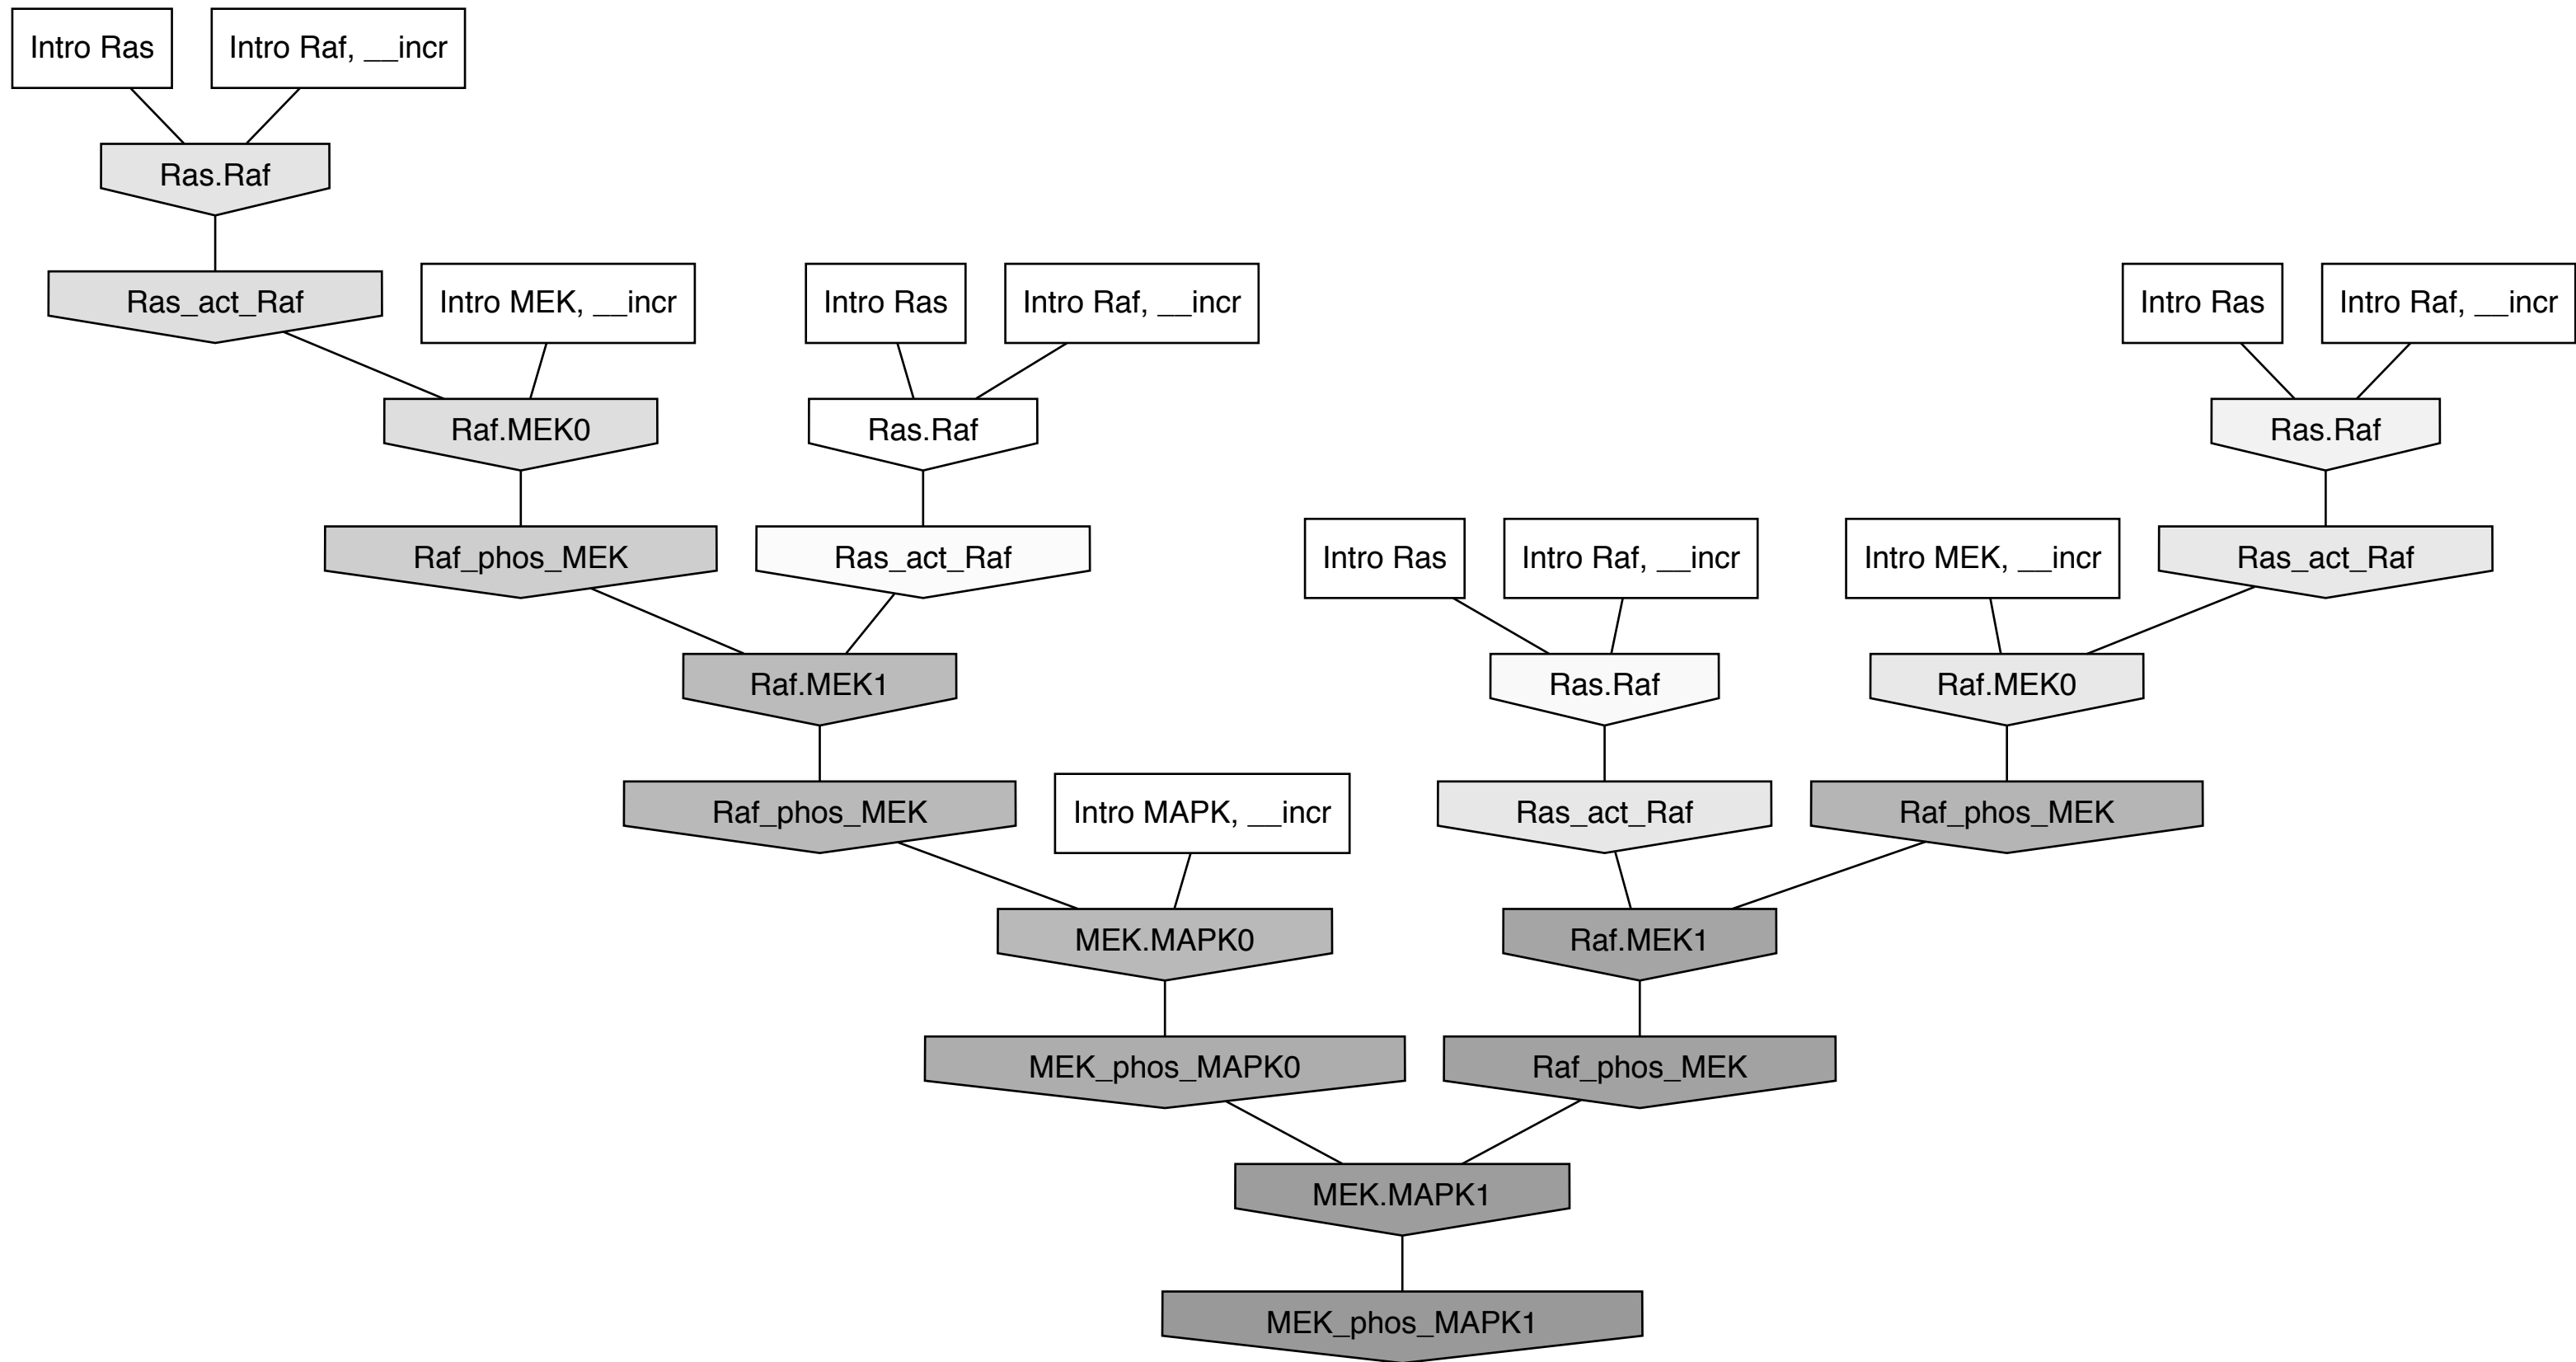 Intro Ras
Intro Raf, __incr
Ras.Raf
Ras_act_Raf
Intro MEK, __incr
Intro Ras
Intro Raf, __incr
Intro Ras
Intro Raf, __incr
Raf.MEK0
Ras.Raf
Ras.Raf
Raf_phos_MEK
Ras_act_Raf
Intro Ras
Intro Raf, __incr
Intro MEK, __incr
Ras_act_Raf
Raf.MEK1
Ras.Raf
Raf.MEK0
Raf_phos_MEK
Intro MAPK, __incr
Ras_act_Raf
Raf_phos_MEK
MEK.MAPK0
Raf.MEK1
MEK_phos_MAPK0
Raf_phos_MEK
MEK.MAPK1
MEK_phos_MAPK1